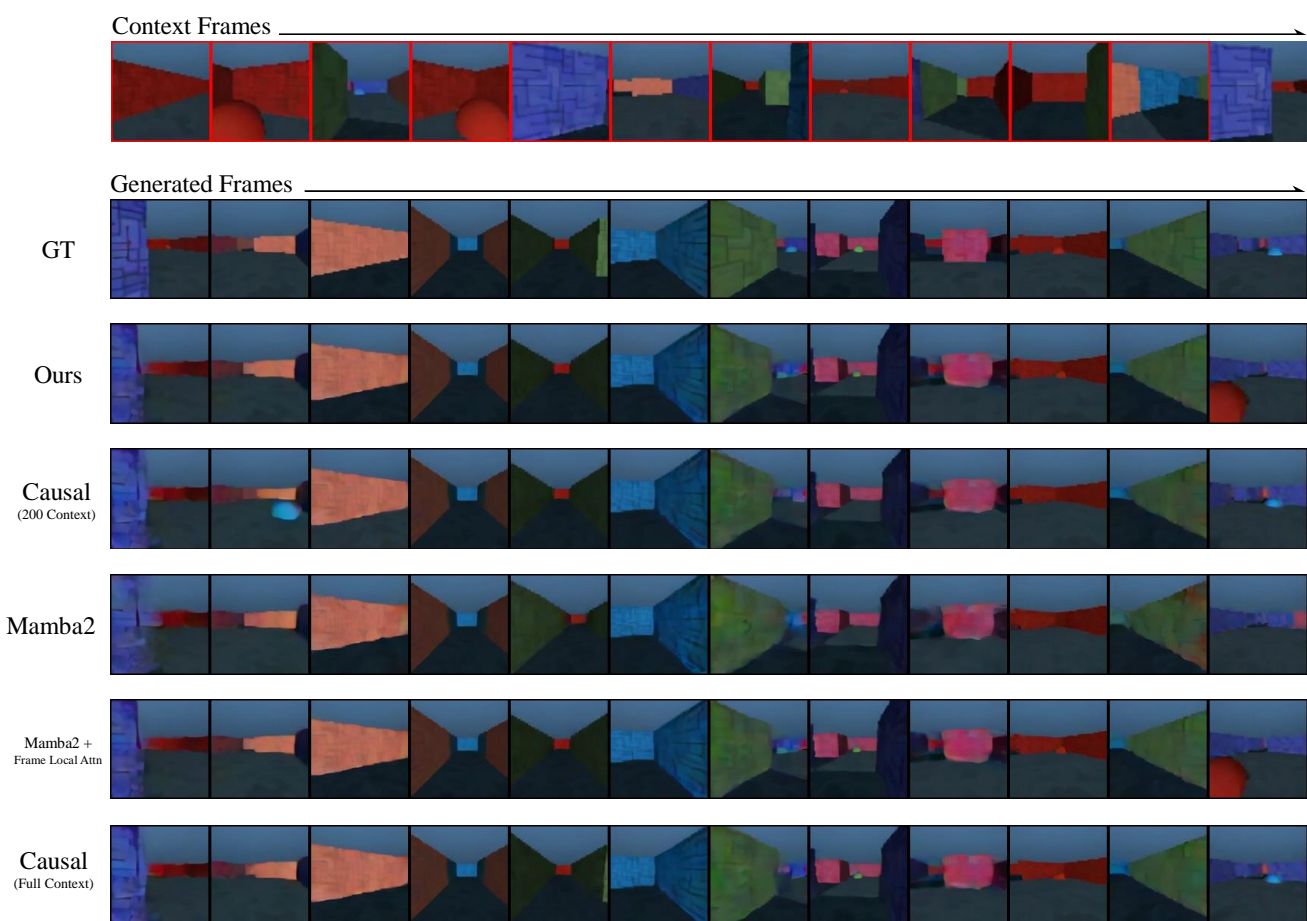 Context Frames
Generated Frames
GT
Ours
Causal
(200 Context)
Mamba2
Mamba2 +
Frame Local Attn
Causal
(Full Context)